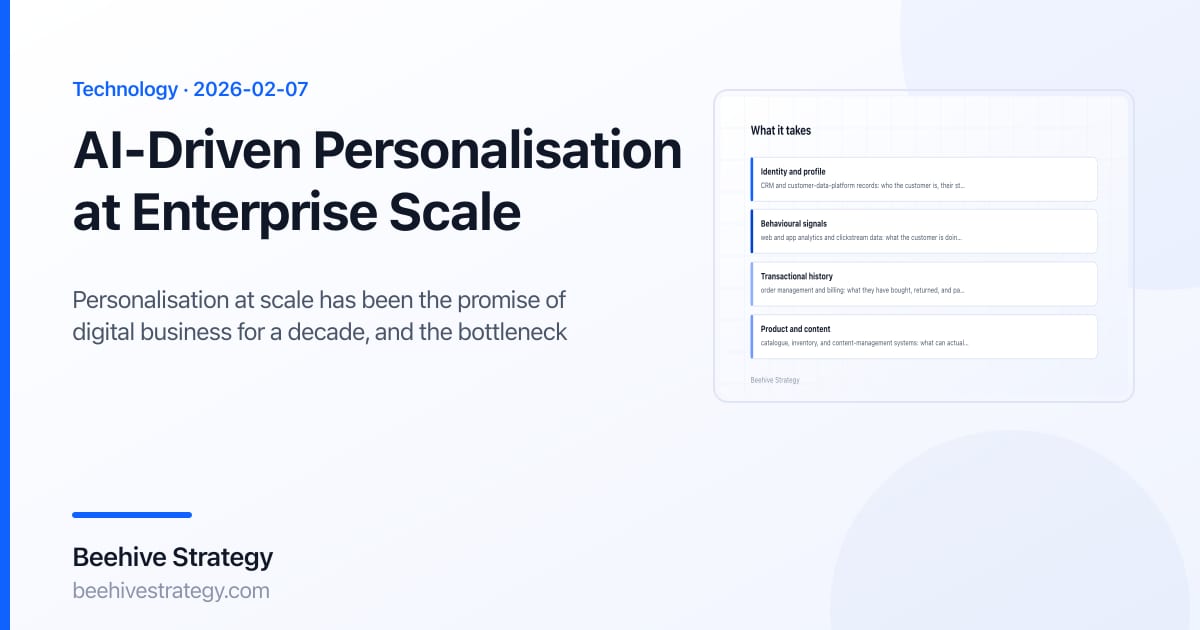 Technology · 2026-02-07
AI-Driven Personalisation
at Enterprise Scale
Personalisation at scale has been the promise of
digital business for a decade, and the bottleneck
Beehive Strategy
beehivestrategy.com
What it takes
Identity and profile
CRM and customer-data-platform records: who the customer is, their st...
Behavioural signals
web and app analytics and clickstream data: what the customer is doin...
Transactional history
order management and billing: what they have bought, returned, and pa...
Product and content
catalogue, inventory, and content-management systems: what can actual...
Beehive Strategy